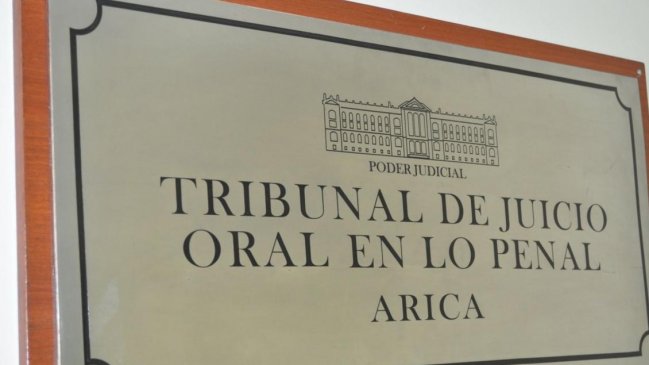 PODER JUDICIAL
TRIBUNAL DE JUICIO
ORAL EN LO PENAL
ARICA